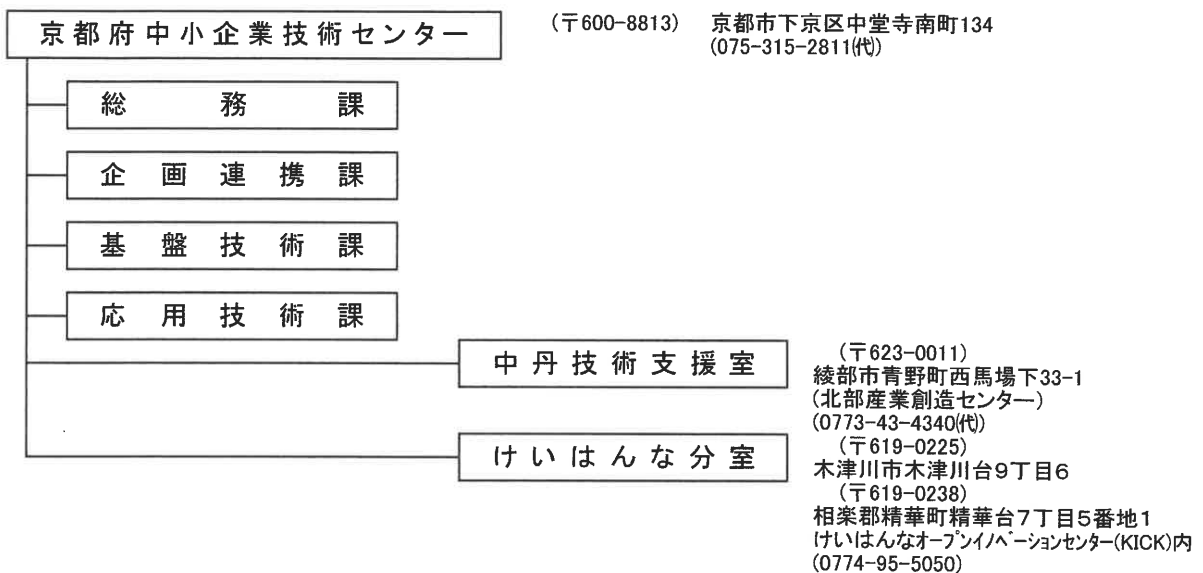 京都府中小企業技術センター
(〒600-8813) 京都市下京区中堂寺南町134
(075-315-2811㈹)
総務課
企画連携課
基盤技術課
応用技術課
中丹技術支援室
(〒623-0011)
綾部市青野町西馬場下33-1
(北部産業創造センター)
(0773-43-4340㈹)
けいはんな分室
(〒619-0225)
木津川市木津川台9丁目6
(〒619-0238)
相楽郡精華町精華台7丁目5番地1
けいはんなオープンイノベーションセンター(KICK)内
(0774-95-5050)